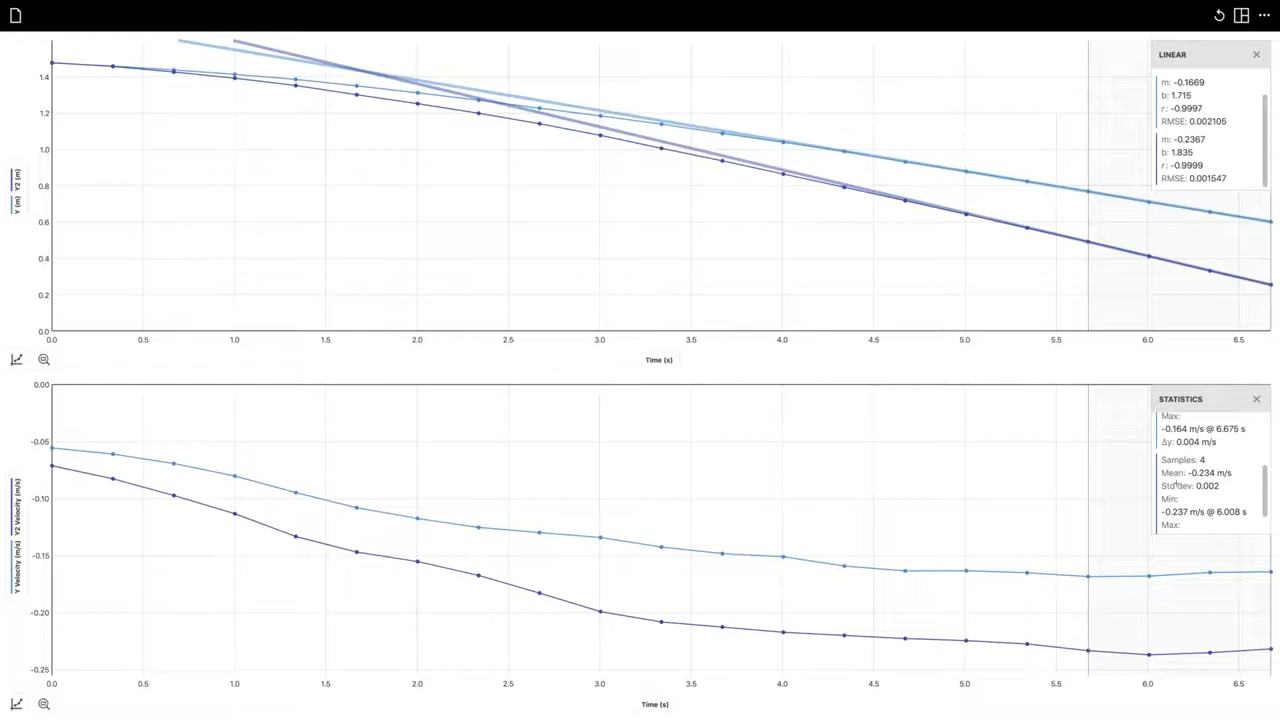 LINEAR
m: -0.1669
b: 1.715
r: -0.9997
RMSE: 0.002105
m: -0.2367
b: 1.835
r: -0.9999
RMSE: 0.001547
1.4
1.2
1.0
0.8
0.6
0.4
0.2
0.0
Y2 (m)
Y (m)
0.0 0.5 1.0 1.5 2.0 2.5 3.0 3.5 4.0 4.5 5.0 5.5 6.0 6.5
Time (s)
STATISTICS
Max:
-0.164 m/s @ 6.675 s
Δy: 0.004 m/s
Samples: 4
Mean: -0.234 m/s
Std dev: 0.002
Min:
-0.237 m/s @ 6.008 s
Max:
0.00
-0.05
-0.10
-0.15
-0.20
-0.25
Y2 Velocity (m/s)
Y Velocity (m/s)
0.0 0.5 1.0 1.5 2.0 2.5 3.0 3.5 4.0 4.5 5.0 5.5 6.0 6.5
Time (s)